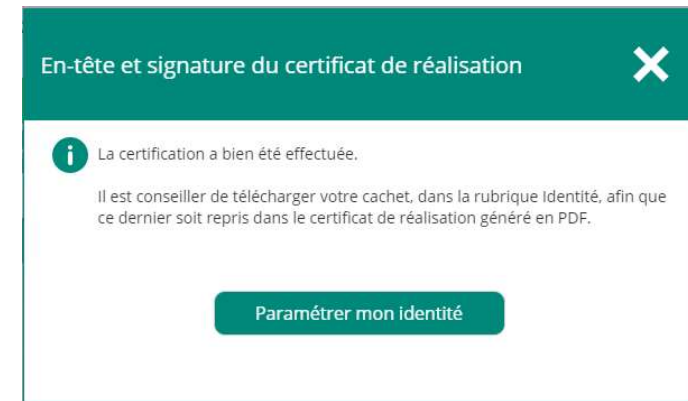 En-tête et signature du certificat de réalisation
La certification a bien été effectuée.
Il est conseiller de télécharger votre cachet, dans la rubrique Identité, afin que
ce dernier soit repris dans le certificat de réalisation généré en PDF.
Paramétrer mon identité